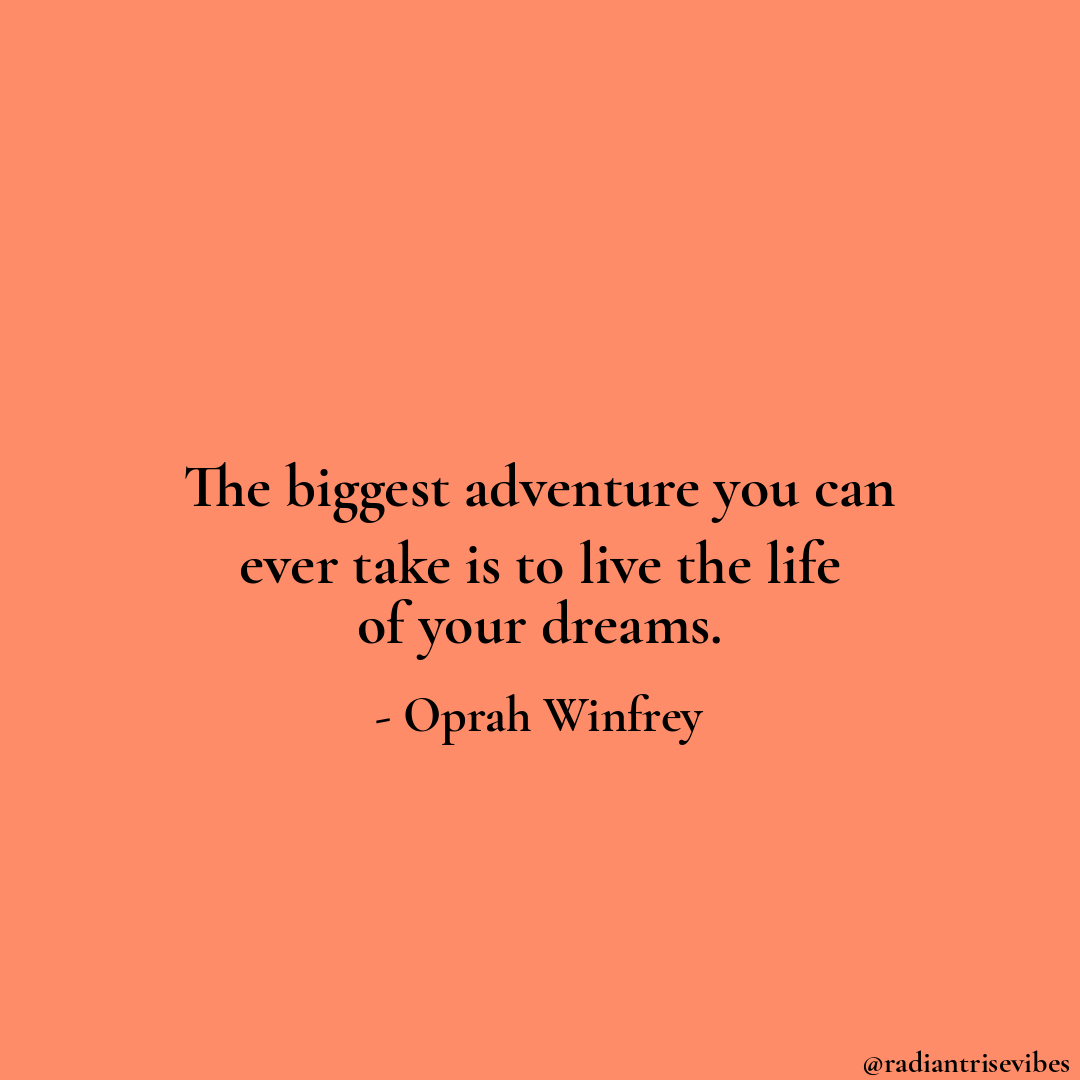 The biggest adventure you can
ever take is to live the life
of your dreams.
- Oprah Winfrey
@radiantrisevibes